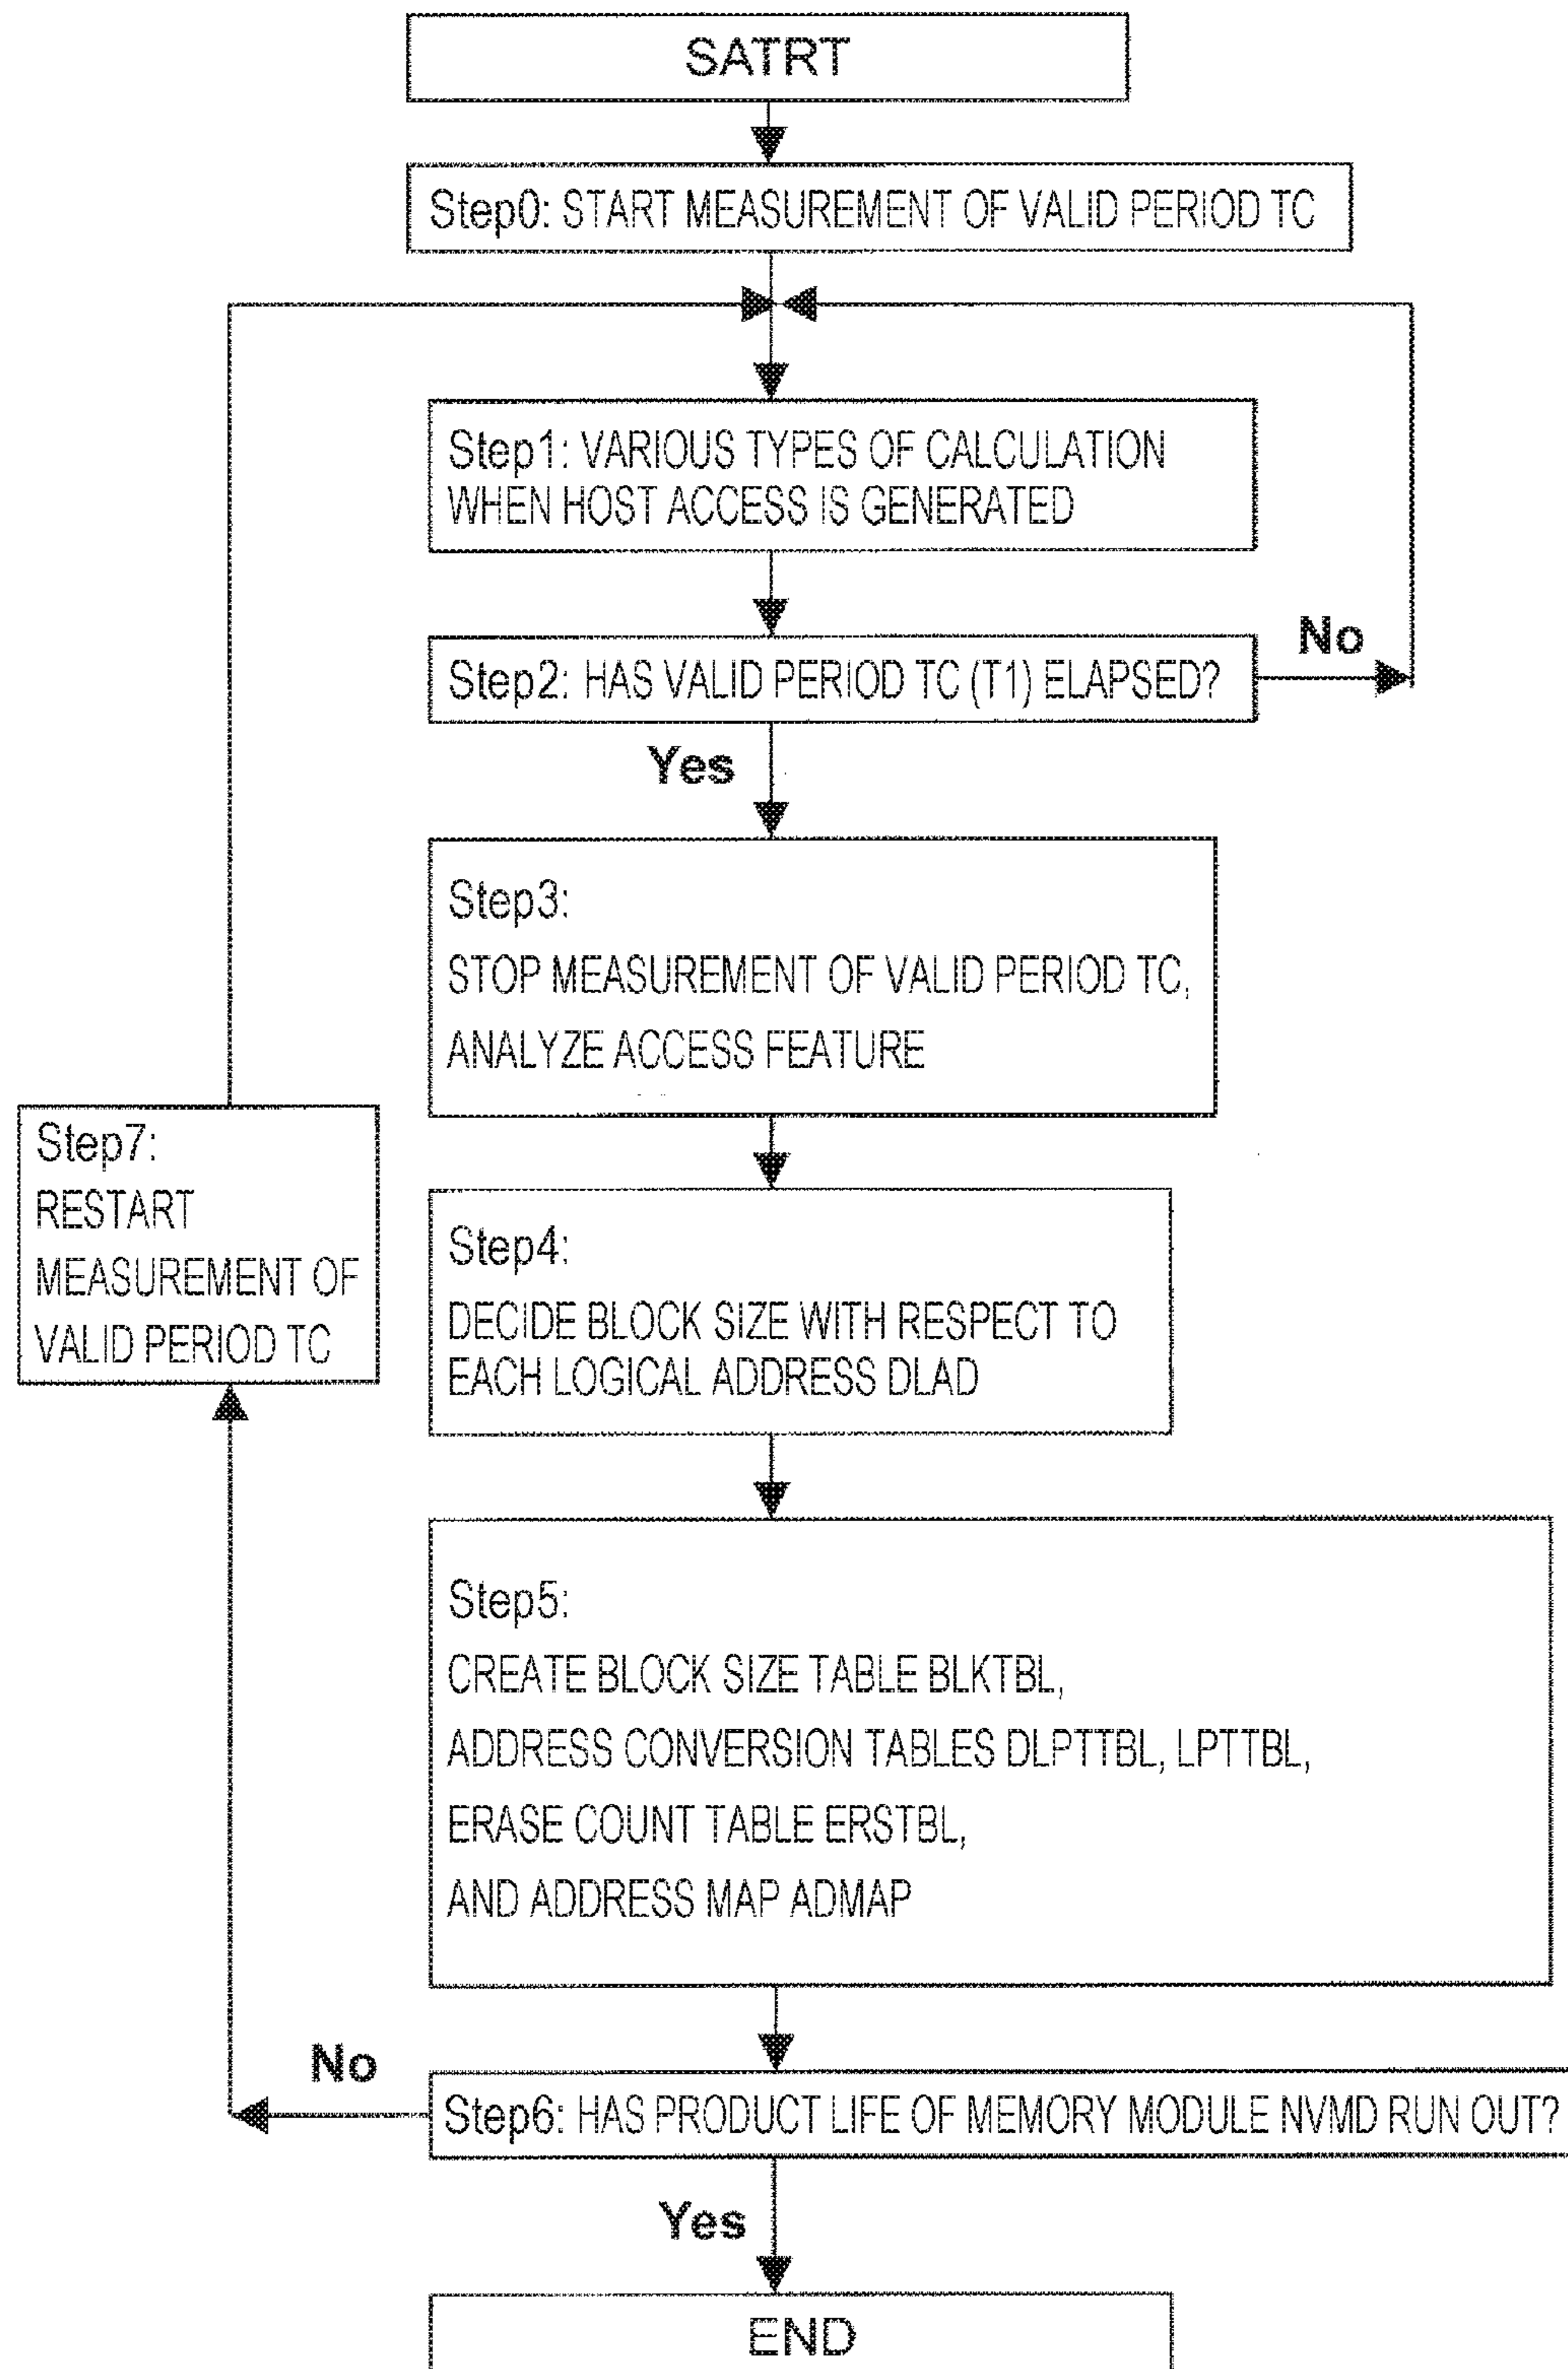 SATRT
Step0: START MEASUREMENT OF VALID PERIOD TC
Step1: VARIOUS TYPES OF CALCULATION
WHEN HOST ACCESS IS GENERATED
No
Step2: HAS VALID PERIOD TC (T1) ELAPSED?
Yes
Step3:
STOP MEASUREMENT OF VALID PERIOD TC,
ANALYZE ACCESS FEATURE
Step7:
RESTART
MEASUREMENT OF
VALID PERIOD TC
Step4:
DECIDE BLOCK SIZE WITH RESPECT TO
EACH LOGICAL ADDRESS DLAD
Step5:
CREATE BLOCK SIZE TABLE BLKTBL,
ADDRESS CONVERSION TABLES DLPTTBL, LPTTBL,
ERASE COUNT TABLE ERSTBL,
AND ADDRESS MAP ADMAP
No
Step6: HAS PRODUCT LIFE OF MEMORY MODULE NVMD RUN OUT?
Yes
END